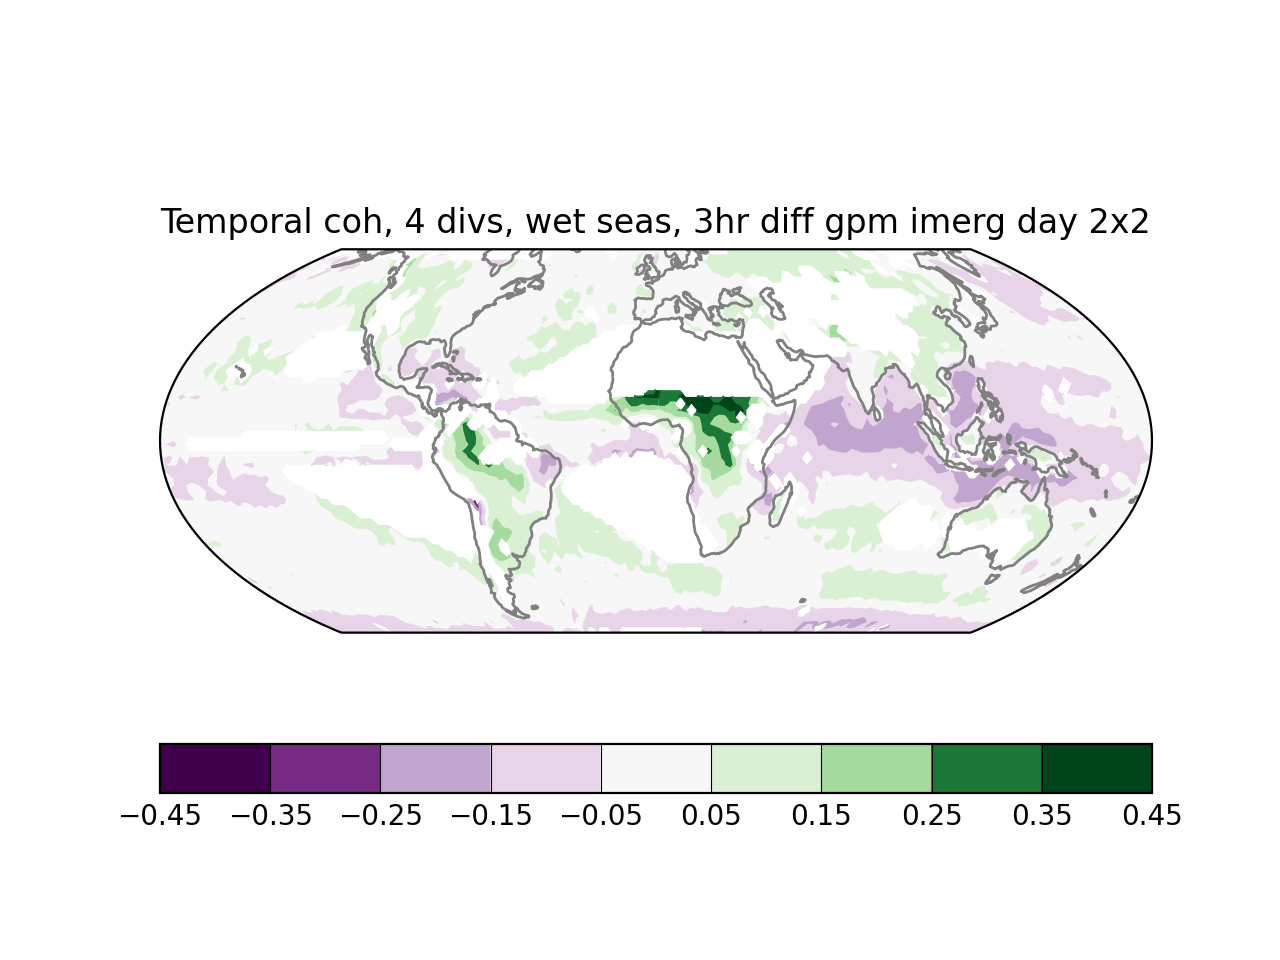 Temporal coh, 4 divs, wet seas, 3hr diff gpm imerg day 2x2
−0.45 −0.35 −0.25 −0.15 −0.05 0.05 0.15 0.25 0.35 0.45